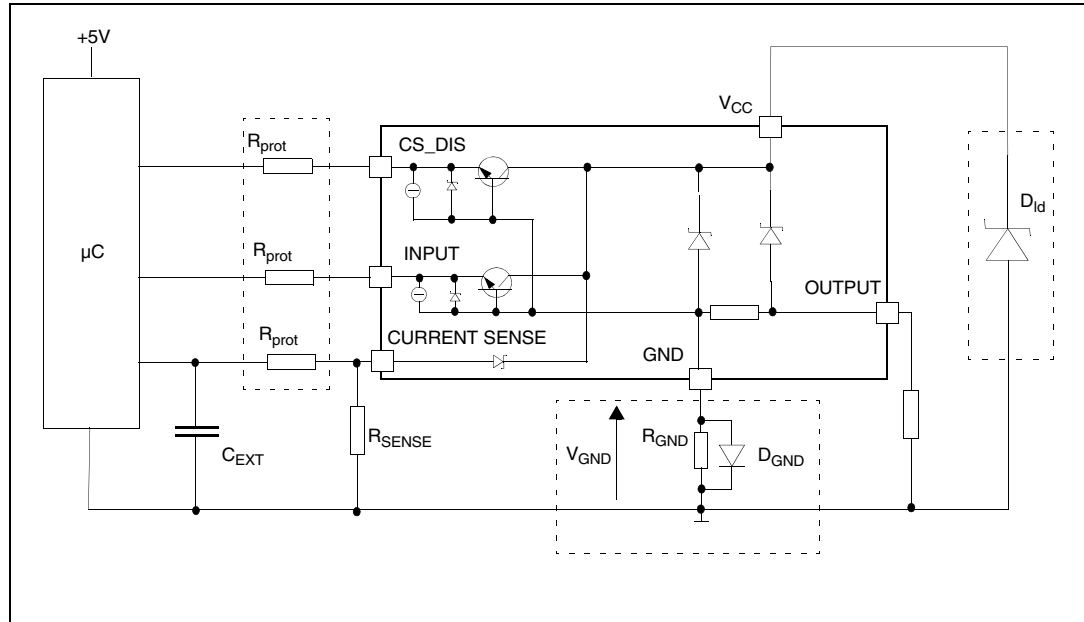 +5V
V_CC
R_prot
CS_DIS
D_ld
µC
R_prot
INPUT
OUTPUT
R_prot
CURRENT SENSE
GND
R_SENSE
C_EXT
V_GND
R_GND
D_GND